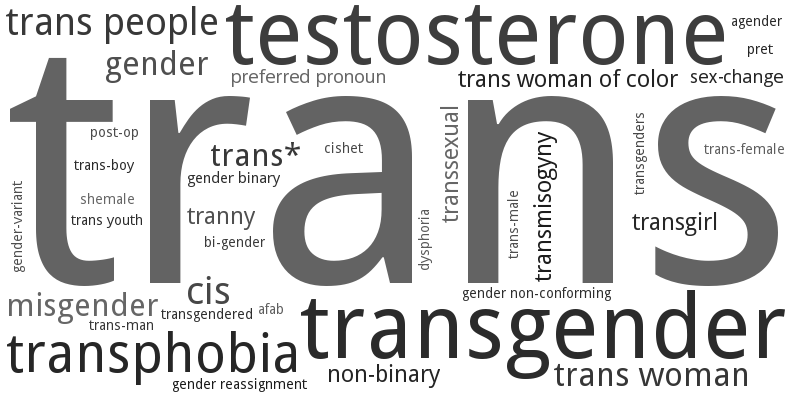 trans people
testosterone
agender
pret
gender
preferred pronoun
trans woman of color
sex-change
trans
post-op
trans-boy
trans*
cishet
transsexual
transgenders
trans-female
gender binary
gender-variant
shemale
trans youth
tranny
bi-gender
dysphoria
trans-male
transmisogyny
transgirl
misgender
cis
afab
gender non-conforming
trans-man
transgendered
transgender
transphobia
gender reassignment
non-binary
trans woman